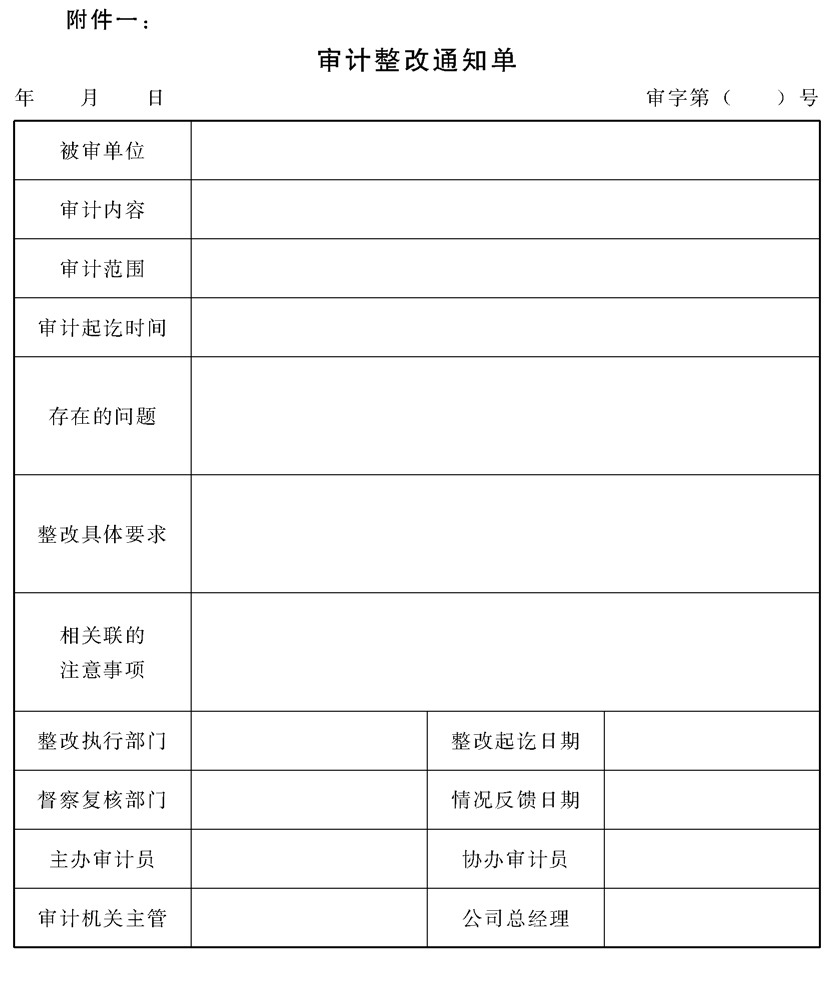 附件一：
审计整改通知单
年 月 日 审字第（ ）号
被审单位
审计内容
审计范围
审计起讫时间
存在的问题
整改具体要求
相关联的
注意事项
整改执行部门 整改起讫日期
督察复核部门 情况反馈日期
主办审计员 协办审计员
审计机关主管 公司总经理